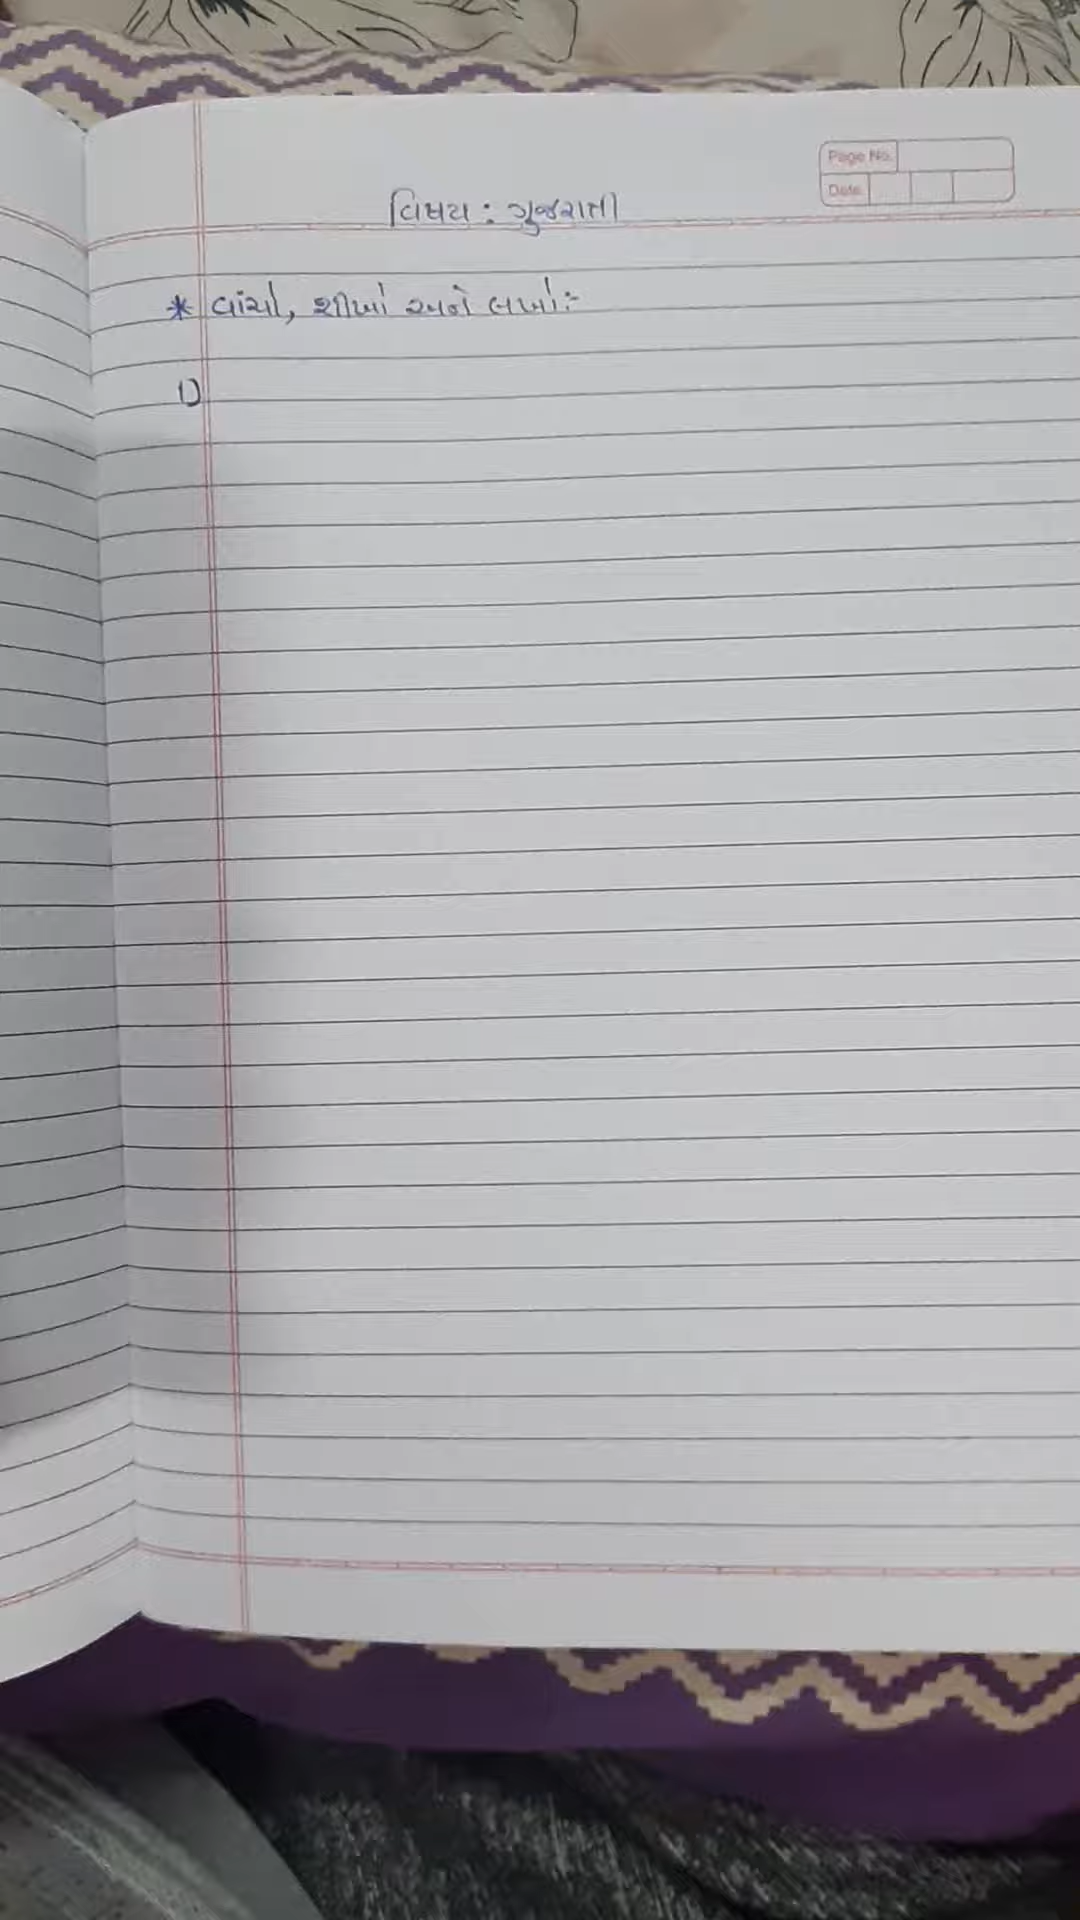 Page No.
Date
વિષય : ગુજરાતી
* વાંચો, શીખો અને લખો:-
1)